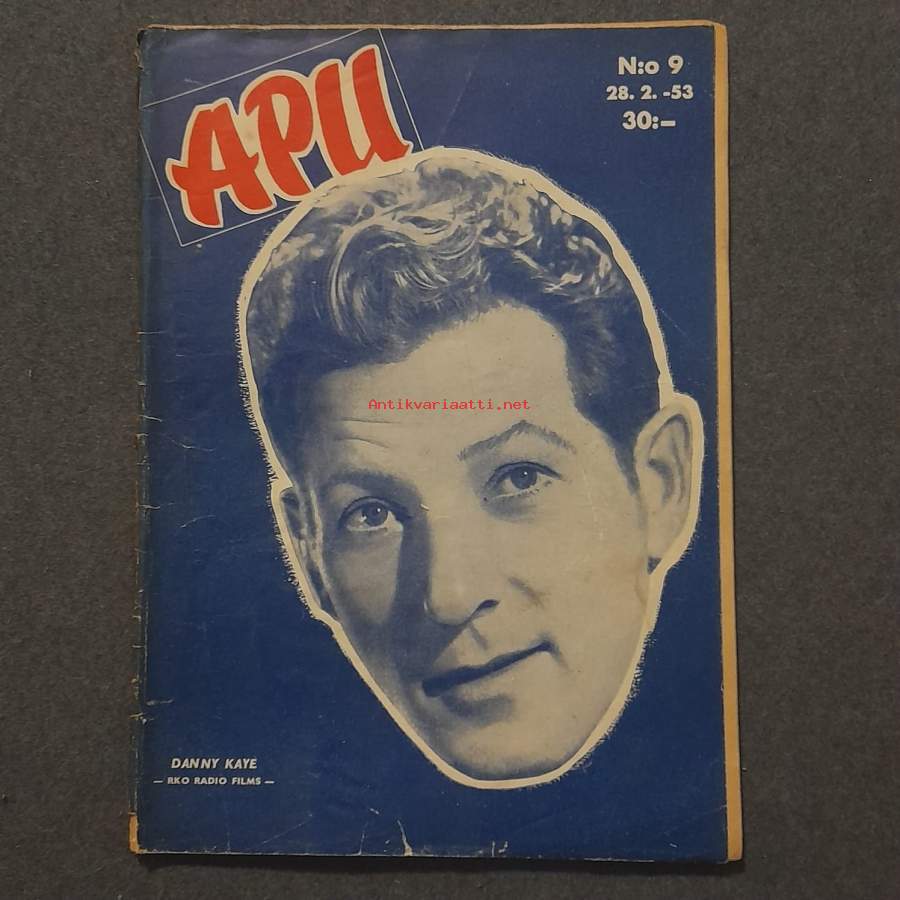 APU
N:o 9
28. 2. -53
30:—
Antikvariaatti.net
DANNY KAYE
— RKO RADIO FILMS —